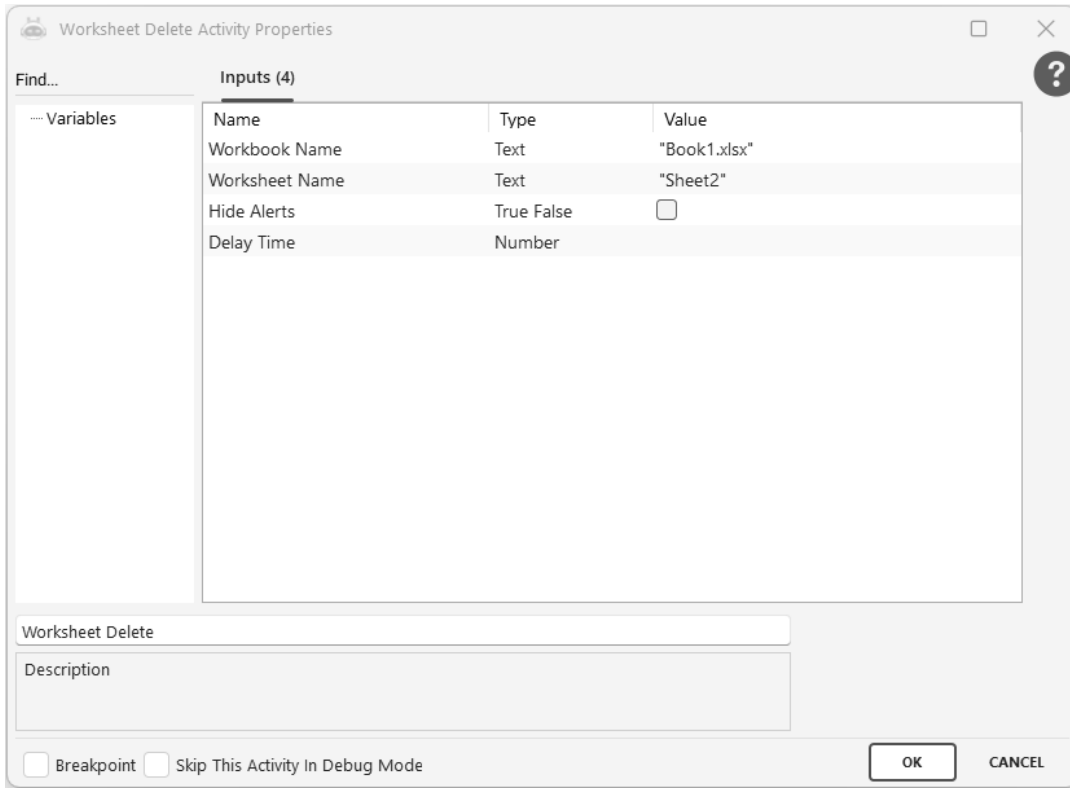 Worksheet Delete Activity Properties
Find...
Inputs (4)
?
Variables
Name Type Value
Workbook Name Text "Book1.xlsx"
Worksheet Name Text "Sheet2"
Hide Alerts True False
Delay Time Number
Worksheet Delete
Description
Breakpoint Skip This Activity In Debug Mode OK CANCEL